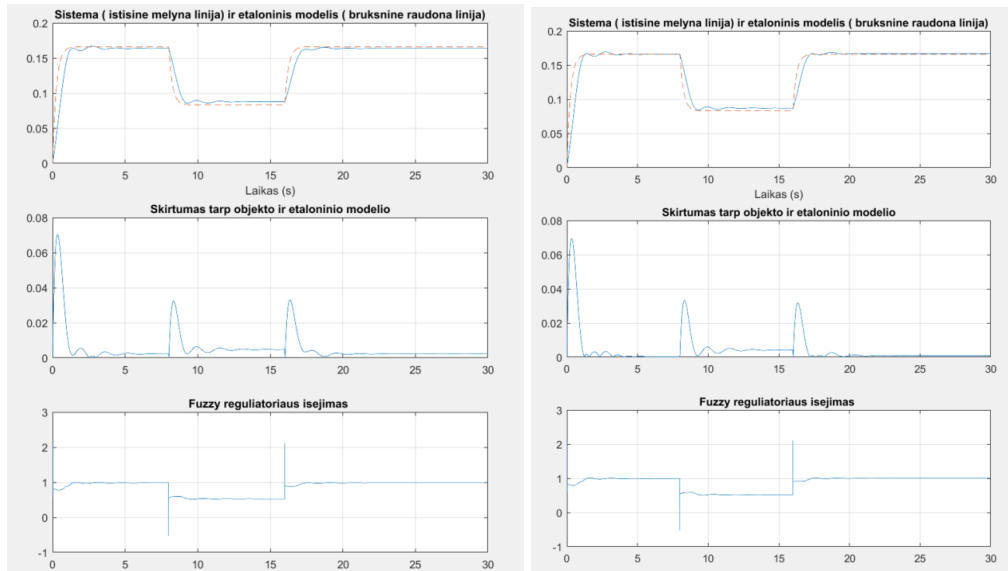 Sistema ( istisine melyna linija) ir etaloninis modelis ( bruksnine raudona linija)
0.2
0.15
0.1
0.05
0
0 5 10 15 20 25 30
Laikas (s)
Skirtumas tarp objekto ir etaloninio modelio
0.08
0.06
0.04
0.02
0
0 5 10 15 20 25 30
Fuzzy reguliatoriaus isejimas
3
2
1
0
-1
0 5 10 15 20 25 30
Sistema ( istisine melyna linija) ir etaloninis modelis ( bruksnine raudona linija)
0.2
0.15
0.1
0.05
0
0 5 10 15 20 25 30
Laikas (s)
Skirtumas tarp objekto ir etaloninio modelio
0.08
0.06
0.04
0.02
0
0 5 10 15 20 25 30
Fuzzy reguliatoriaus isejimas
3
2
1
0
-1
0 5 10 15 20 25 30